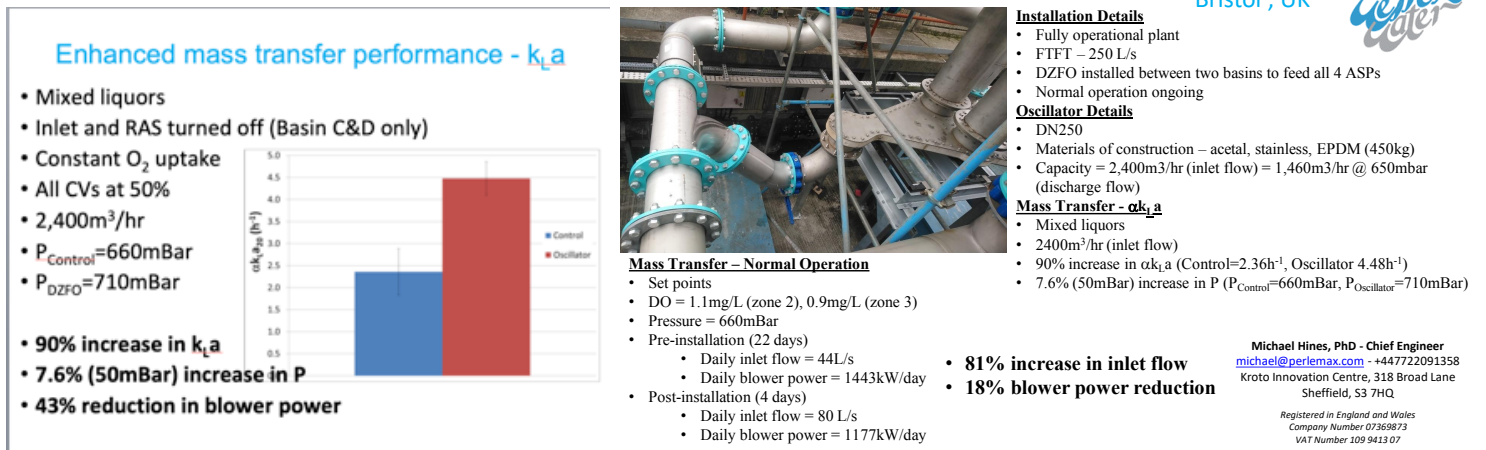 Enhanced mass transfer performance - kLa
• Mixed liquors
• Inlet and RAS turned off (Basin C&D only)
• Constant O2 uptake
• All CVs at 50%
• 2,400m3/hr
• PControl=660mBar
• PDZFO=710mBar
• 90% increase in kLa
• 7.6% (50mBar) increase in P
• 43% reduction in blower power
αkLa20 (h-1)
5.0
4.5
4.0
3.5
3.0
2.5
2.0
1.5
1.0
0.5
Control
Oscillator
Mass Transfer – Normal Operation
• Set points
• DO = 1.1mg/L (zone 2), 0.9mg/L (zone 3)
• Pressure = 660mBar
• Pre-installation (22 days)
• Daily inlet flow = 44L/s
• Daily blower power = 1443kW/day
• Post-installation (4 days)
• Daily inlet flow = 80 L/s
• Daily blower power = 1177kW/day
• 81% increase in inlet flow
• 18% blower power reduction
Bristol, UK
Water
Installation Details
• Fully operational plant
• FTFT – 250 L/s
• DZFO installed between two basins to feed all 4 ASPs
• Normal operation ongoing
Oscillator Details
• DN250
• Materials of construction – acetal, stainless, EPDM (450kg)
• Capacity = 2,400m3/hr (inlet flow) = 1,460m3/hr @ 650mbar
(discharge flow)
Mass Transfer - αkLa
• Mixed liquors
• 2400m3/hr (inlet flow)
• 90% increase in αkLa (Control=2.36h-1, Oscillator 4.48h-1)
• 7.6% (50mBar) increase in P (PControl=660mBar, POscillator=710mBar)
Michael Hines, PhD - Chief Engineer
michael@perlemax.com - +447722091358
Kroto Innovation Centre, 318 Broad Lane
Sheffield, S3 7HQ
Registered in England and Wales
Company Number 07369873
VAT Number 109 9413 07